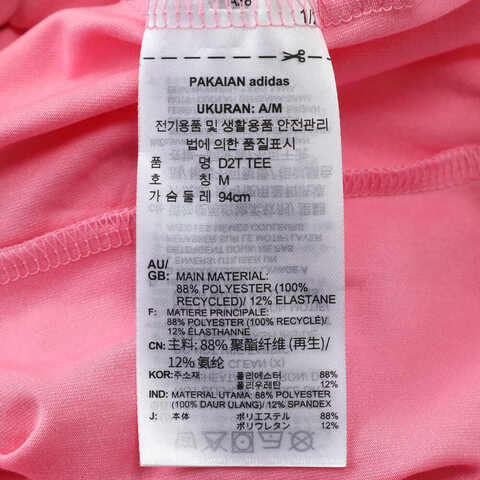 PAKAIAN adidas
UKURAN: A/M
전기용품 및 생활용품 안전관리
법에 의한 품질표시
품 명 D2T TEE
호 칭 M
가슴둘레 94cm
AU/
GB: MAIN MATERIAL:
88% POLYESTER (100%
RECYCLED)/ 12% ELASTANE
F: MATIERE PRINCIPALE:
88% POLYESTER (100% RECYCLÉ)/
12% ÉLASTHANNE
CN: 主料: 88% 聚酯纤维 (再生)/
12% 氨纶
KOR: 주소재 폴리에스터 88%
폴리우레탄 12%
IND: MATERIAL UTAMA: 88% POLYESTER
(100% DAUR ULANG)/ 12% SPANDEX
J: 本体 ポリエステル 88%
ポリウレタン 12%